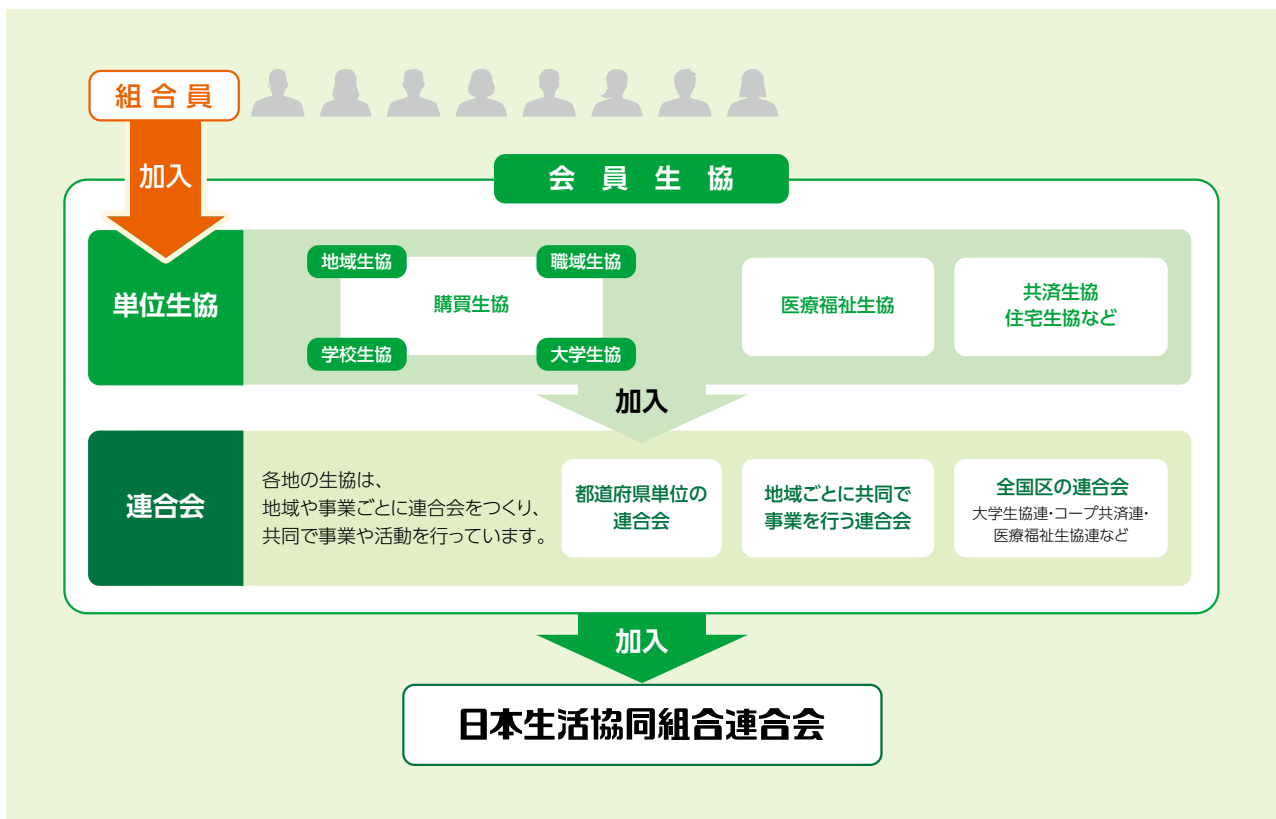 組合員
加入
会員生協
単位生協
地域生協
職域生協
購買生協
学校生協
大学生協
医療福祉生協
共済生協
住宅生協など
加入
連合会
各地の生協は、
地域や事業ごとに連合会をつくり、
共同で事業や活動を行っています。
都道府県単位の
連合会
地域ごとに共同で
事業を行う連合会
全国区の連合会
大学生協連・コープ共済連・
医療福祉生協連など
加入
日本生活協同組合連合会